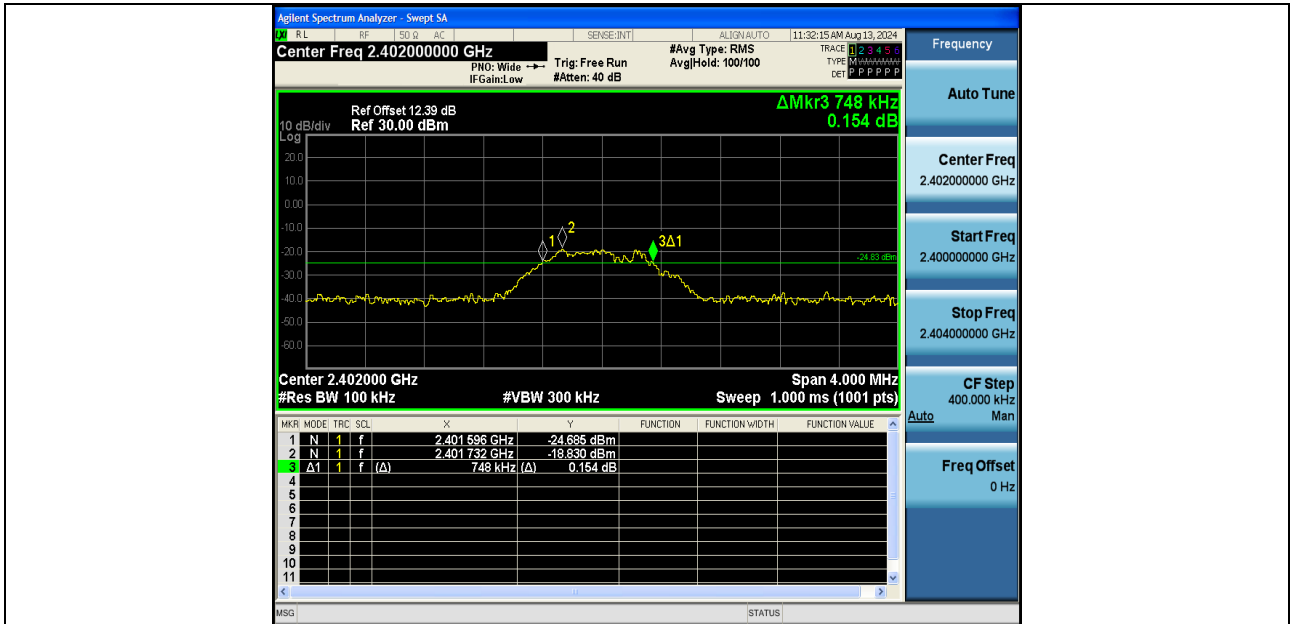 Agilent Spectrum Analyzer - Swept SA
LXI RL RF 50 Ω AC SENSE:INT ALIGN AUTO 11:32:15 AM Aug 13, 2024
Center Freq 2.402000000 GHz
PNO: Wide
IFGain:Low
Trig: Free Run
#Atten: 40 dB
#Avg Type: RMS
Avg|Hold: 100/100
TRACE 1 2 3 4 5 6
TYPE M
DET P P P P P P
Ref Offset 12.39 dB
10 dB/div Ref 30.00 dBm
Log
ΔMkr3 748 kHz
0.154 dB
20.0
10.0
0.00
-10.0
-20.0
-30.0
-40.0
-50.0
-60.0
1
2
3Δ1
-24.83 dBm
Center 2.402000 GHz Span 4.000 MHz
#Res BW 100 kHz #VBW 300 kHz Sweep 1.000 ms (1001 pts)
MKR MODE TRC SCL X Y FUNCTION FUNCTION WIDTH FUNCTION VALUE
1 N 1 f 2.401 596 GHz -24.685 dBm
2 N 1 f 2.401 732 GHz -18.830 dBm
3 Δ1 1 f (Δ) 748 kHz (Δ) 0.154 dB
4
5
6
7
8
9
10
11
MSG STATUS
Frequency
Auto Tune
Center Freq
2.402000000 GHz
Start Freq
2.400000000 GHz
Stop Freq
2.404000000 GHz
CF Step
400.000 kHz
Auto Man
Freq Offset
0 Hz